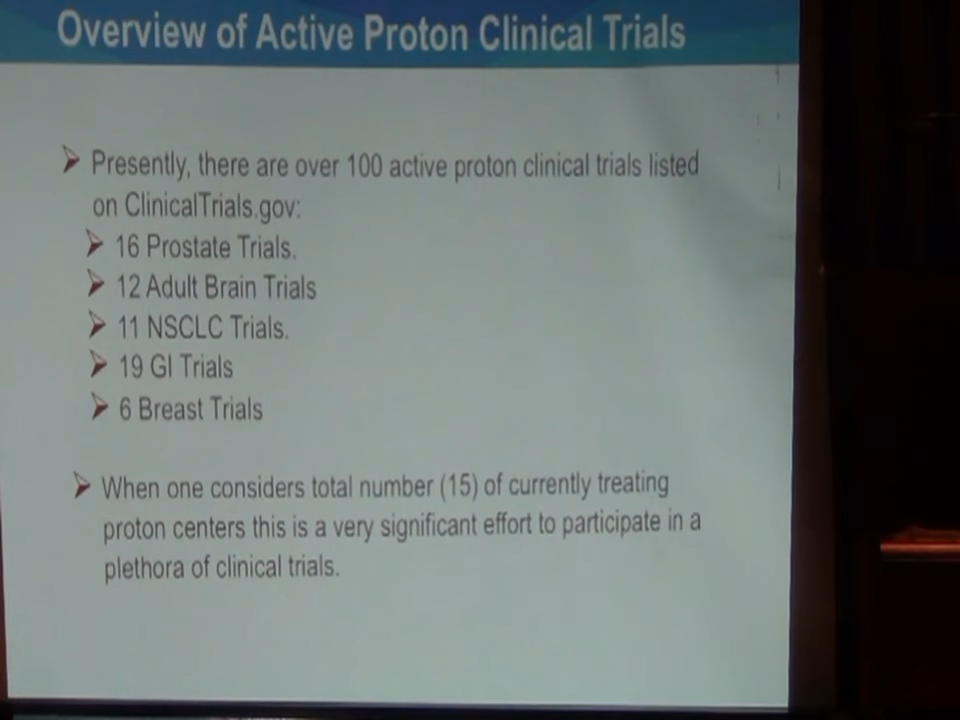 Overview of Active Proton Clinical Trials
Presently, there are over 100 active proton clinical trials listed
on ClinicalTrials.gov:
16 Prostate Trials.
12 Adult Brain Trials
11 NSCLC Trials.
19 GI Trials
6 Breast Trials
When one considers total number (15) of currently treating
proton centers this is a very significant effort to participate in a
plethora of clinical trials.